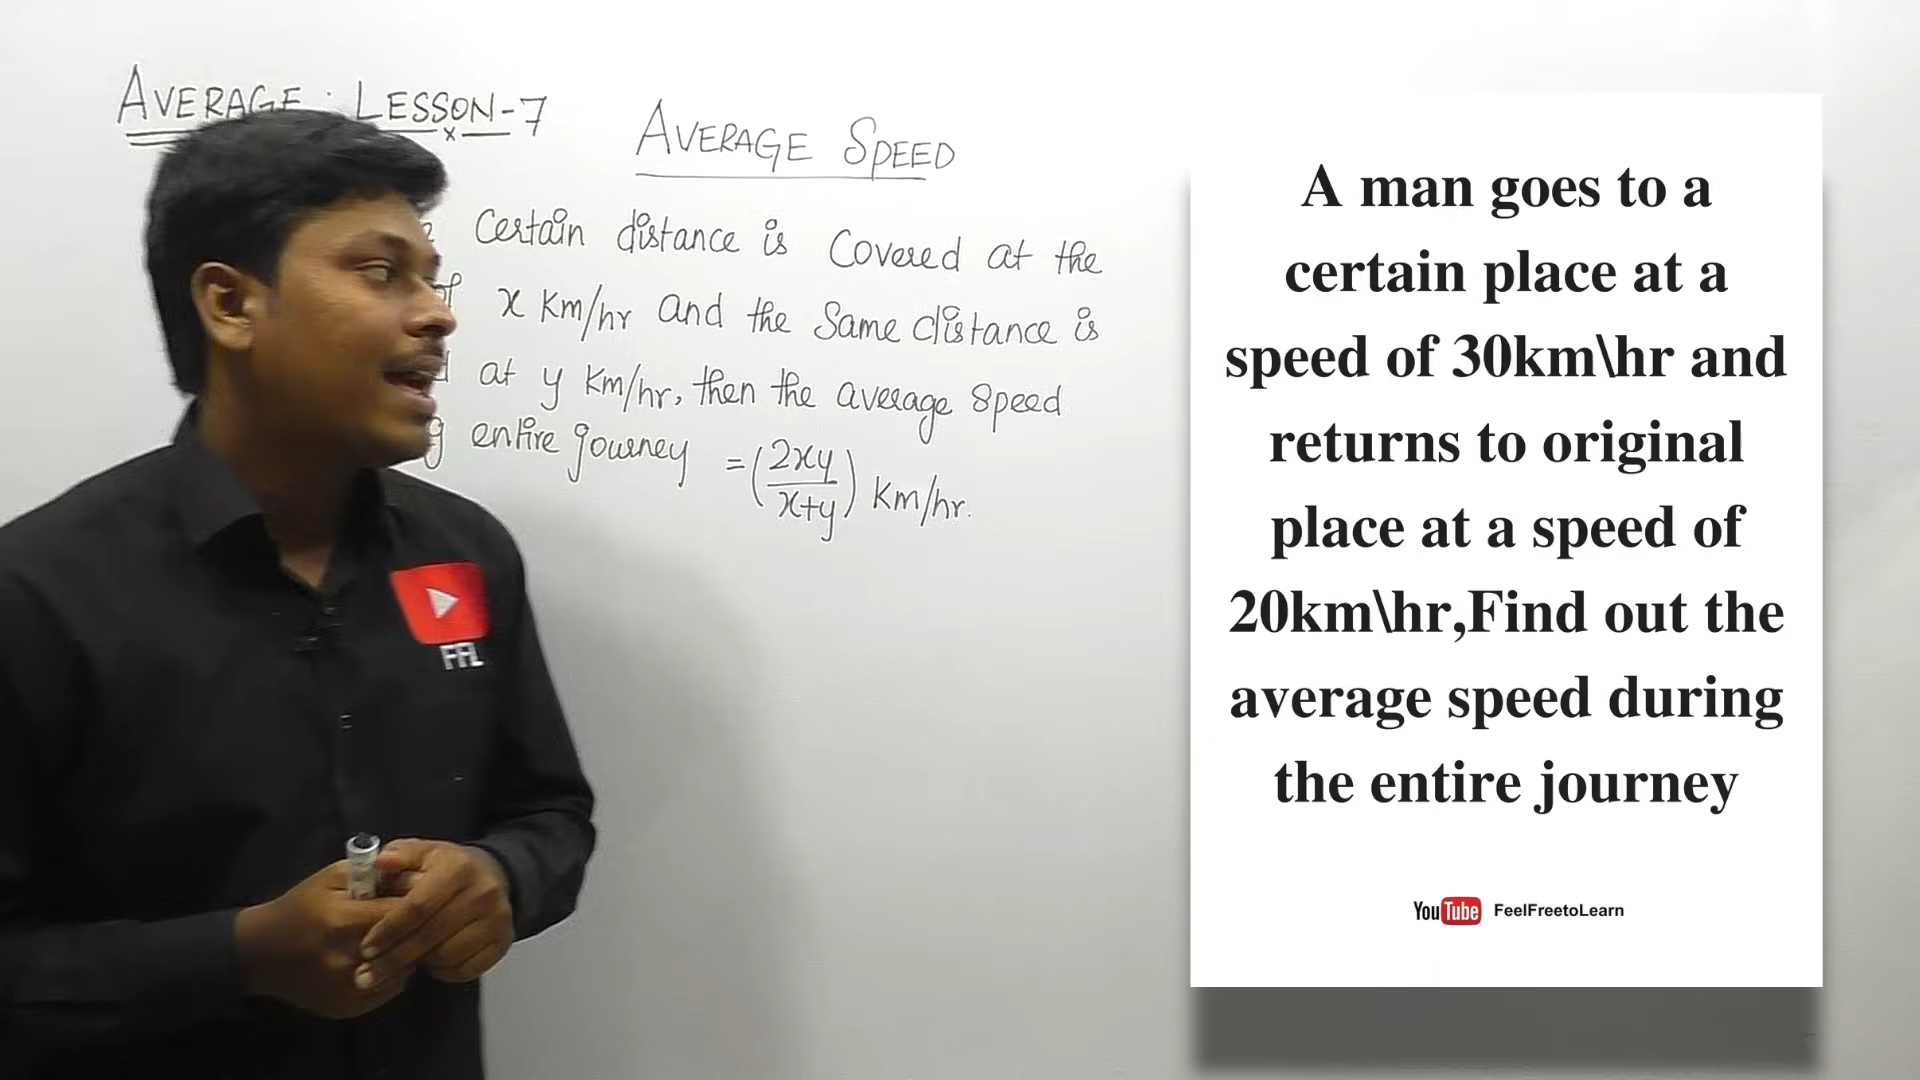 AVERAGE : LESSON-7
x
AVERAGE SPEED
Certain distance is Covered at the
of x Km/hr and the Same distance is
at y Km/hr, then the average Speed
entire journey = (2xy/x+y) Km/hr.
FFL
A man goes to a
certain place at a
speed of 30km\hr and
returns to original
place at a speed of
20km\hr,Find out the
average speed during
the entire journey
YouTube FeelFreetoLearn